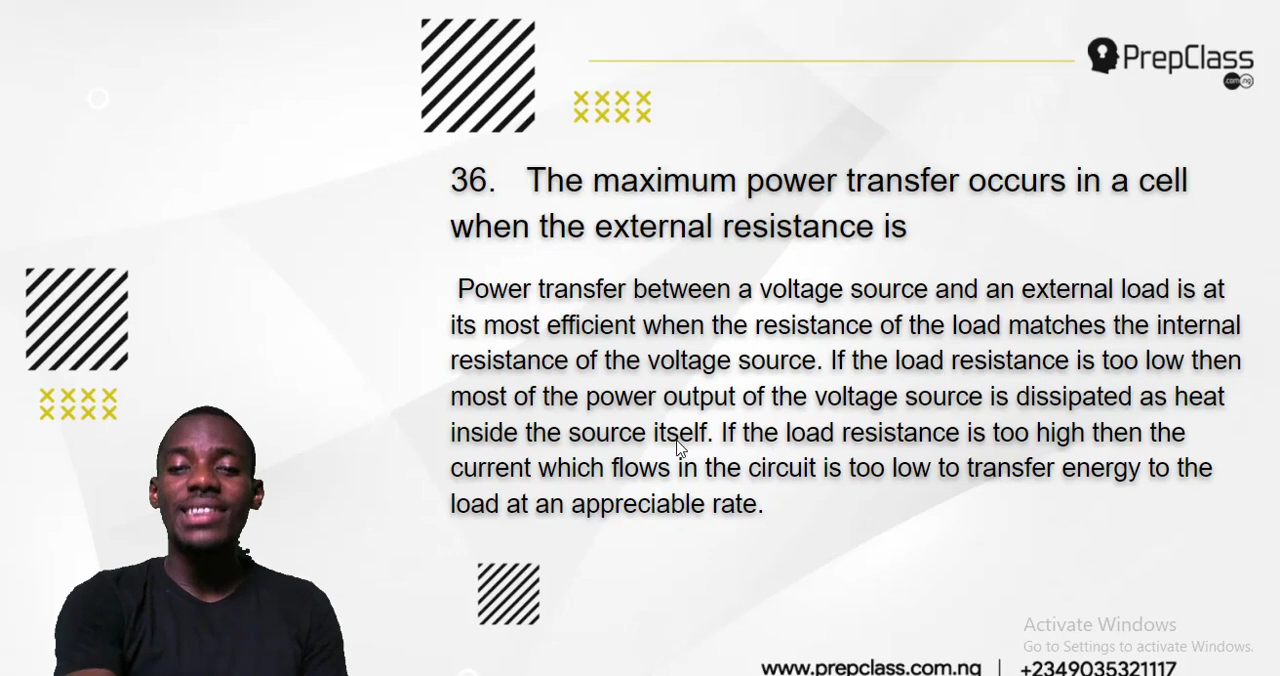 PrepClass
.com.ng
36. The maximum power transfer occurs in a cell
when the external resistance is
Power transfer between a voltage source and an external load is at
its most efficient when the resistance of the load matches the internal
resistance of the voltage source. If the load resistance is too low then
most of the power output of the voltage source is dissipated as heat
inside the source itself. If the load resistance is too high then the
current which flows in the circuit is too low to transfer energy to the
load at an appreciable rate.
Activate Windows
Go to Settings to activate Windows.
www.prepclass.com.ng | +2349035321117